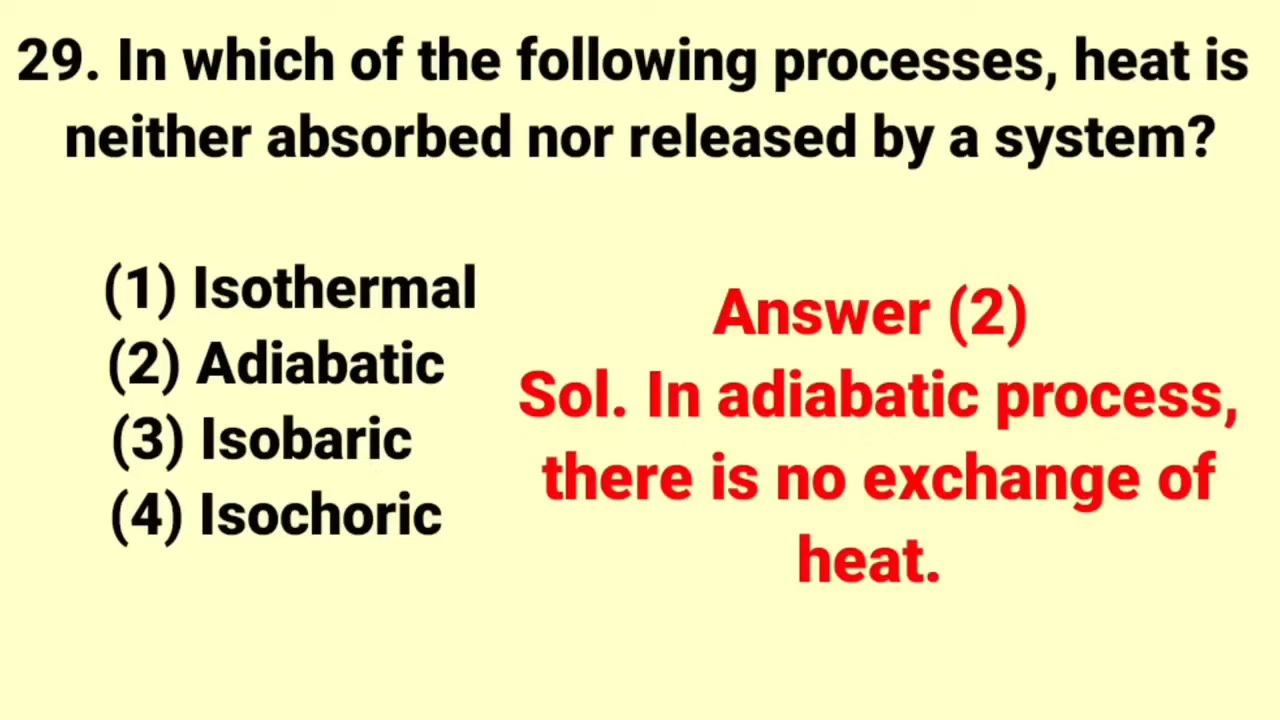 29. In which of the following processes, heat is
neither absorbed nor released by a system?
(1) Isothermal
(2) Adiabatic
(3) Isobaric
(4) Isochoric
Answer (2)
Sol. In adiabatic process,
there is no exchange of
heat.